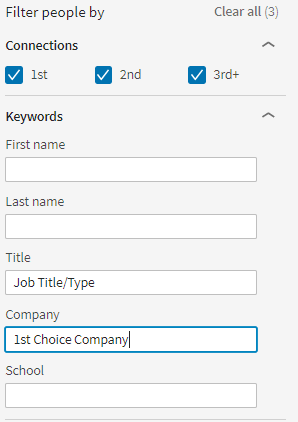 Filter people by Clear all (3)
Connections
1st 2nd 3rd+
Keywords
First name
Last name
Title
Job Title/Type
Company
1st Choice Company
School